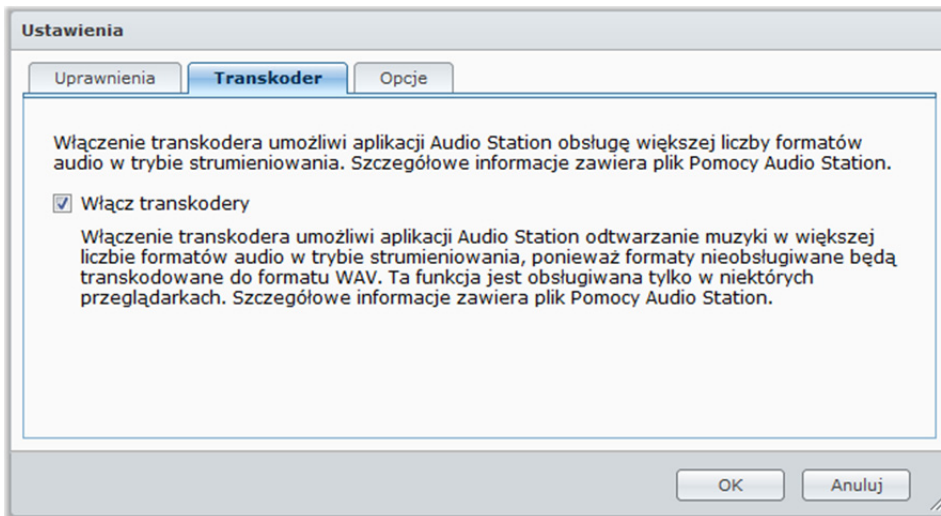 Ustawienia
Uprawnienia
Transkoder
Opcje
Włączenie transkodera umożliwi aplikacji Audio Station obsługę większej liczby formatów
audio w trybie strumieniowania. Szczegółowe informacje zawiera plik Pomocy Audio Station.
Włącz transkodery
Włączenie transkodera umożliwi aplikacji Audio Station odtwarzanie muzyki w większej
liczbie formatów audio w trybie strumieniowania, ponieważ formaty nieobsługiwane będą
transkodowane do formatu WAV. Ta funkcja jest obsługiwana tylko w niektórych
przeglądarkach. Szczegółowe informacje zawiera plik Pomocy Audio Station.
OK
Anuluj